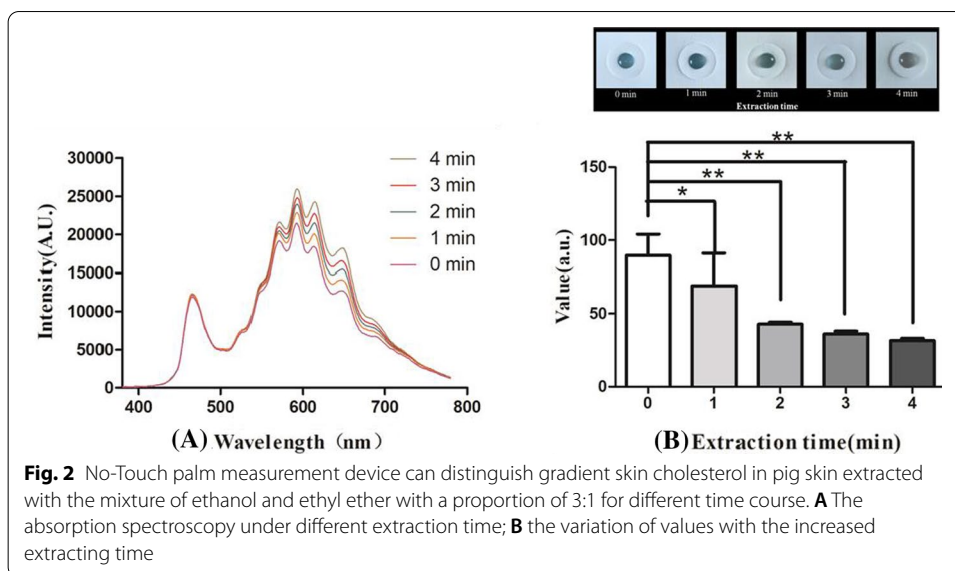 0 min 1 min 2 min 3 min 4 min
Extraction time
30000
25000
20000
15000
10000
5000
0
Intensity(A.U.)
4 min
3 min
2 min
1 min
0 min
400 500 600 700 800
(A) Wavelength (nm)
150
100
50
0
Value(a.u.)
**
**
**
*
0 1 2 3 4
(B) Extraction time(min)
Fig. 2 No-Touch palm measurement device can distinguish gradient skin cholesterol in pig skin extracted
with the mixture of ethanol and ethyl ether with a proportion of 3:1 for different time course. A The
absorption spectroscopy under different extraction time; B the variation of values with the increased
extracting time